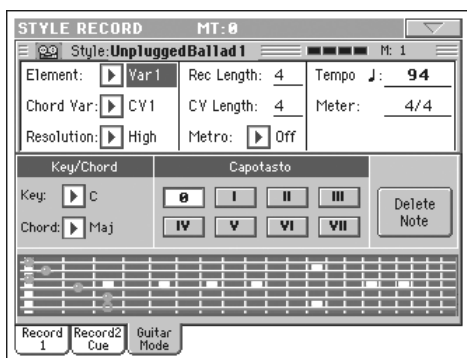 STYLE RECORD MT:0
Style:UnpluggedBallad1 M: 1
Element: Var1 Rec Length: 4 Tempo ♩: 94
Chord Var: CV1 CV Length: 4 Meter: 4/4
Resolution: High Metro: Off
Key/Chord Capotasto
Key: C 0 I II III
Chord: Maj IV V VI VII
Delete
Note
Record
1
Record2
Cue
Guitar
Mode